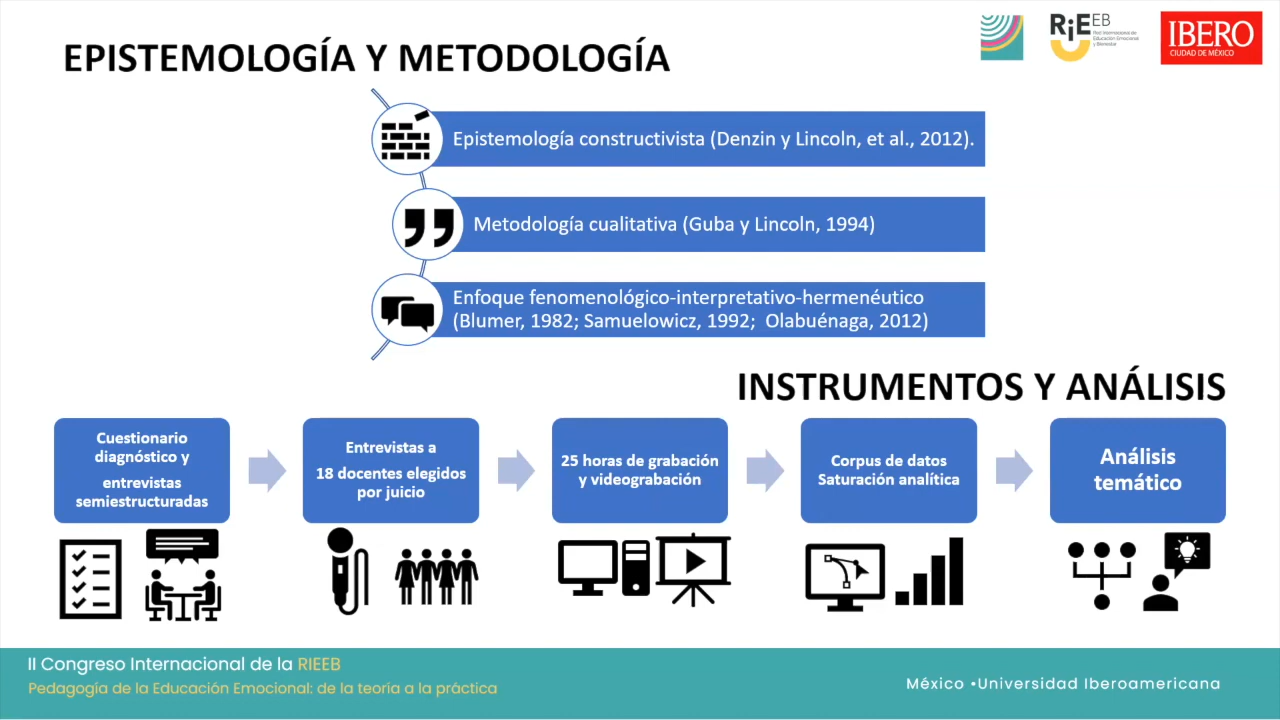 EPISTEMOLOGÍA Y METODOLOGÍA
RiEEB
Red Internacional de
Educación Emocional
y Bienestar
IBERO
CIUDAD DE MÉXICO
Epistemología constructivista (Denzin y Lincoln, et al., 2012).
Metodología cualitativa (Guba y Lincoln, 1994)
Enfoque fenomenológico-interpretativo-hermenéutico
(Blumer, 1982; Samuelowicz, 1992; Olabuénaga, 2012)
INSTRUMENTOS Y ANÁLISIS
Cuestionario
diagnóstico y
entrevistas
semiestructuradas
Entrevistas a
18 docentes elegidos
por juicio
25 horas de grabación
y videograbación
Corpus de datos
Saturación analítica
Análisis
temático
II Congreso Internacional de la RIEEB
Pedagogía de la Educación Emocional: de la teoría a la práctica
México •Universidad Iberoamericana